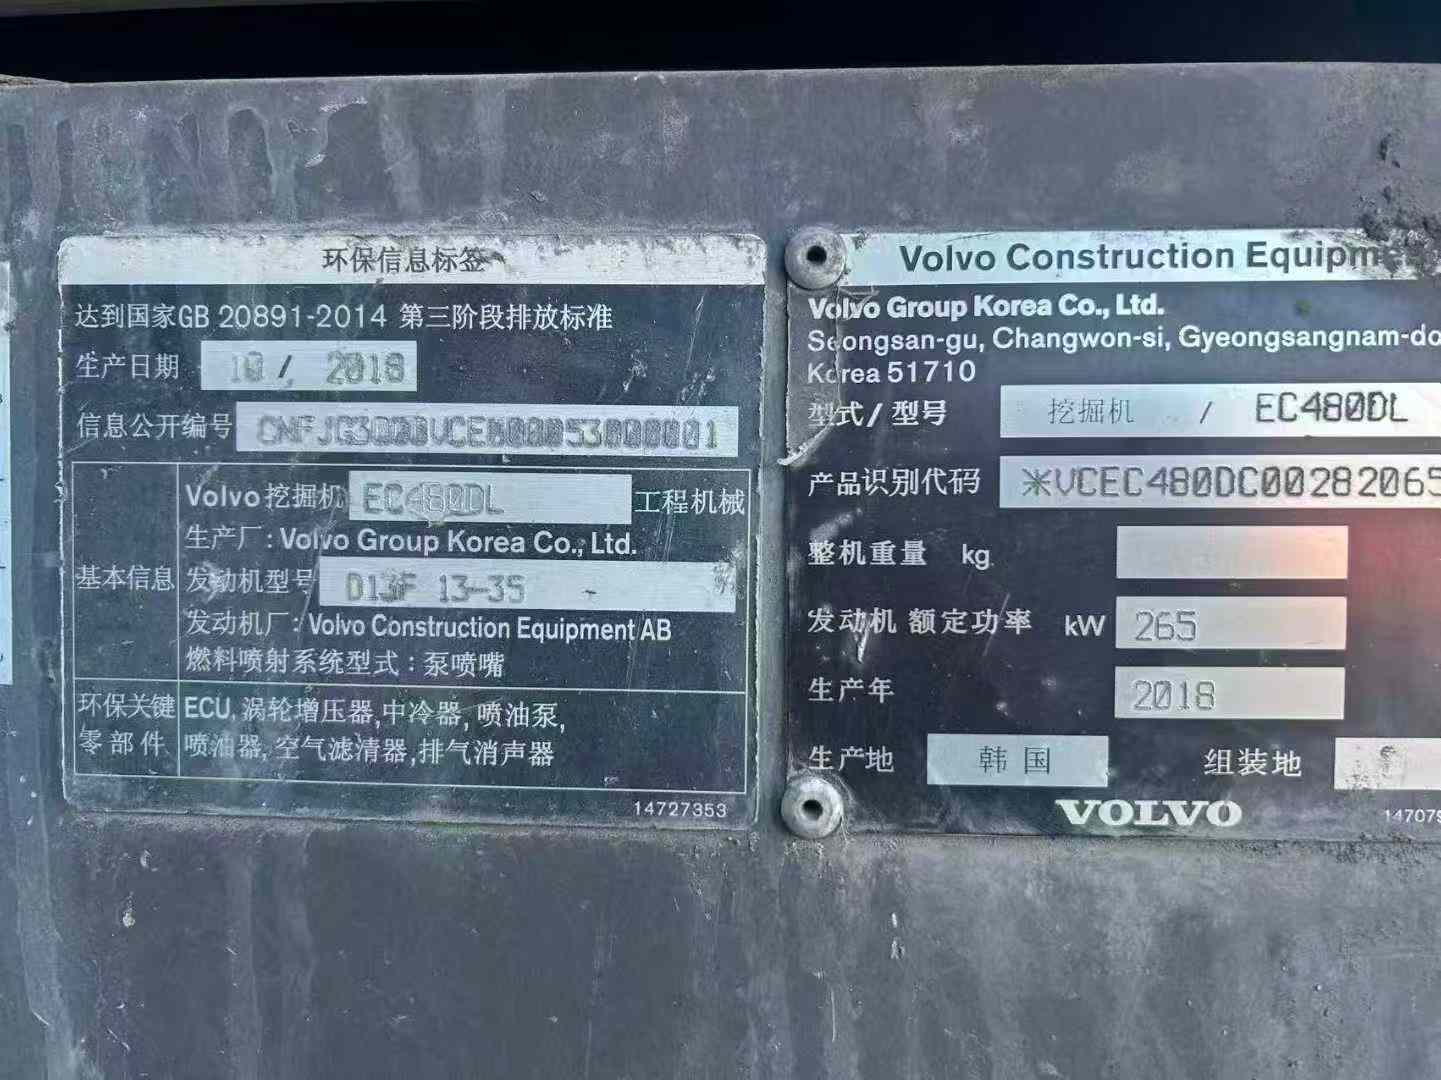 环保信息标签
达到国家GB 20891-2014 第三阶段排放标准
生产日期 10/ 2018
信息公开编号
Volvo挖掘机 EC480DL 工程机械
生产厂: Volvo Group Korea Co., Ltd.
基本信息
发动机型号 D13F 13-35
发动机厂: Volvo Construction Equipment AB
燃料喷射系统型式: 泵喷嘴
环保关键零部件
ECU, 涡轮增压器, 中冷器, 喷油泵,
喷油器, 空气滤清器, 排气消声器
14727353
Volvo Construction Equipm
Volvo Group Korea Co., Ltd.
Seongsan-gu, Changwon-si, Gyeongsangnam-do
Korea 51710
型式/型号 挖掘机 / EC480DL
产品识别代码 *VCEC480DC00282065
整机重量 kg
发动机 额定功率 kW 265
生产年 2018
生产地 韩国 组装地
VOLVO
14707